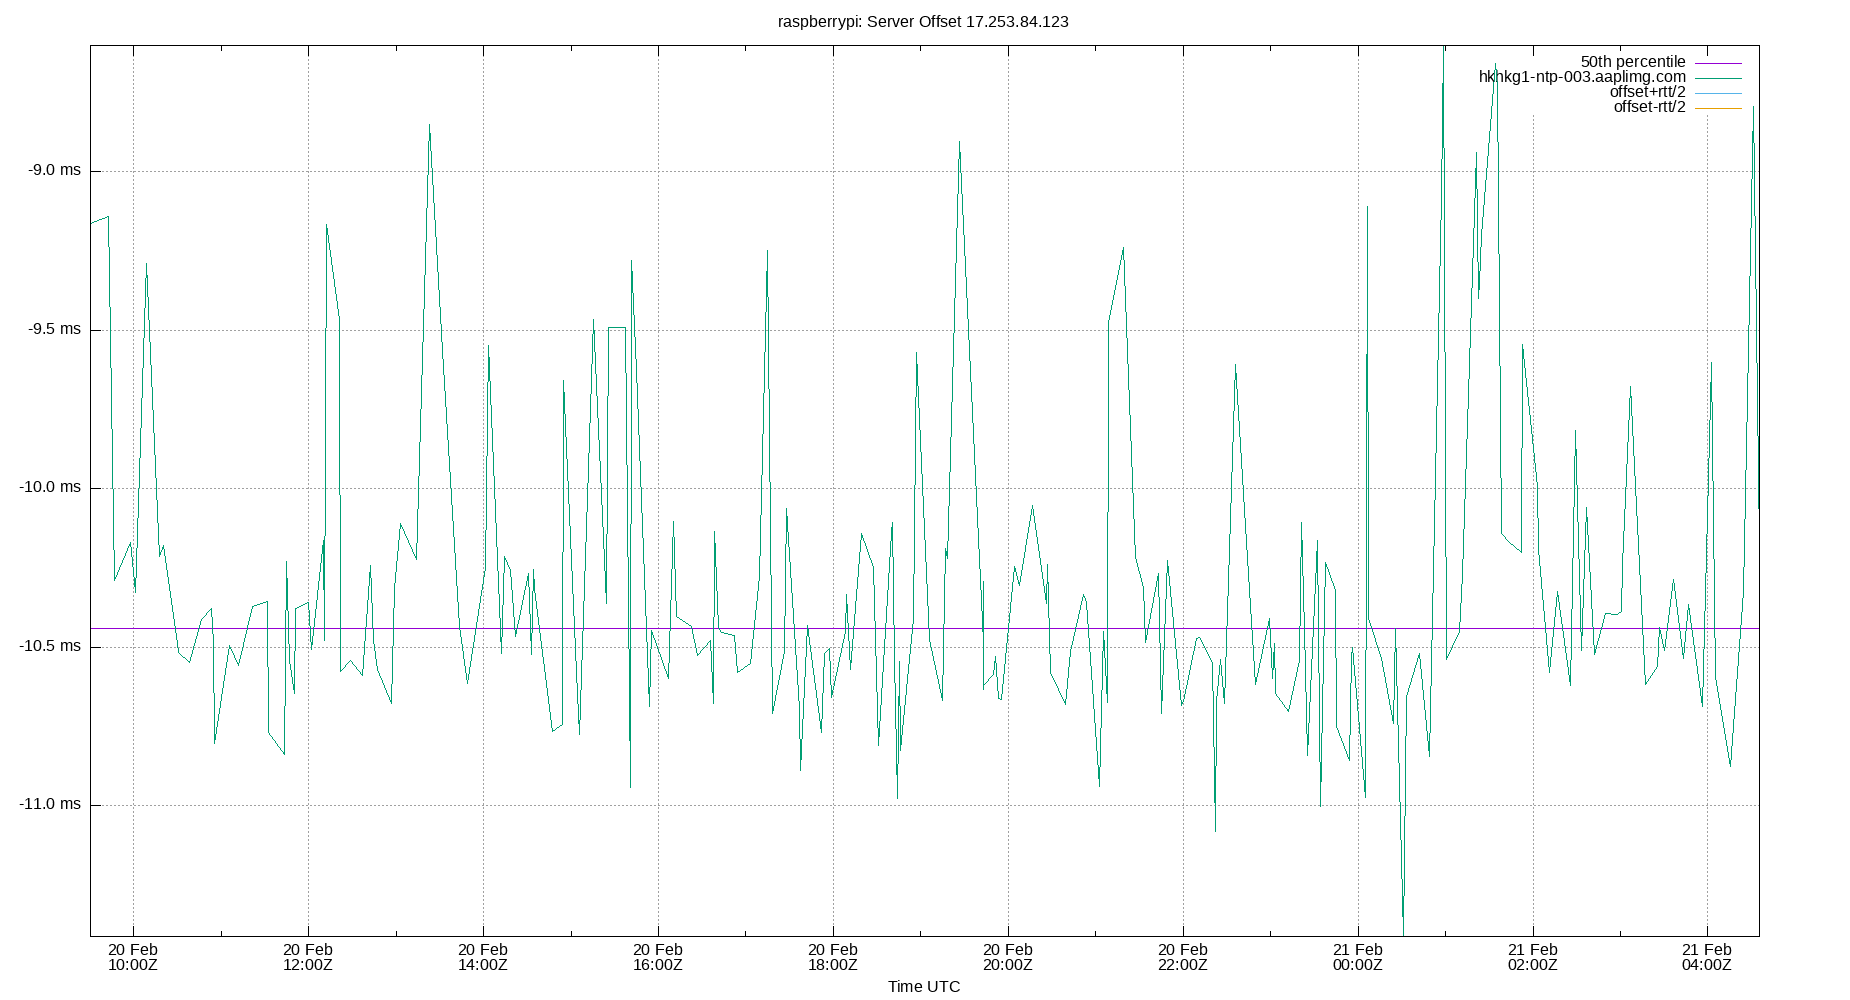 raspberrypi: Server Offset 17.253.84.123
50th percentile
hkhkg1-ntp-003.aaplimg.com
offset+rtt/2
offset-rtt/2
-9.0 ms
-9.5 ms
-10.0 ms
-10.5 ms
-11.0 ms
20 Feb 20 Feb 20 Feb 20 Feb 20 Feb 20 Feb 20 Feb 21 Feb 21 Feb 21 Feb
10:00Z 12:00Z 14:00Z 16:00Z 18:00Z 20:00Z 22:00Z 00:00Z 02:00Z 04:00Z
Time UTC